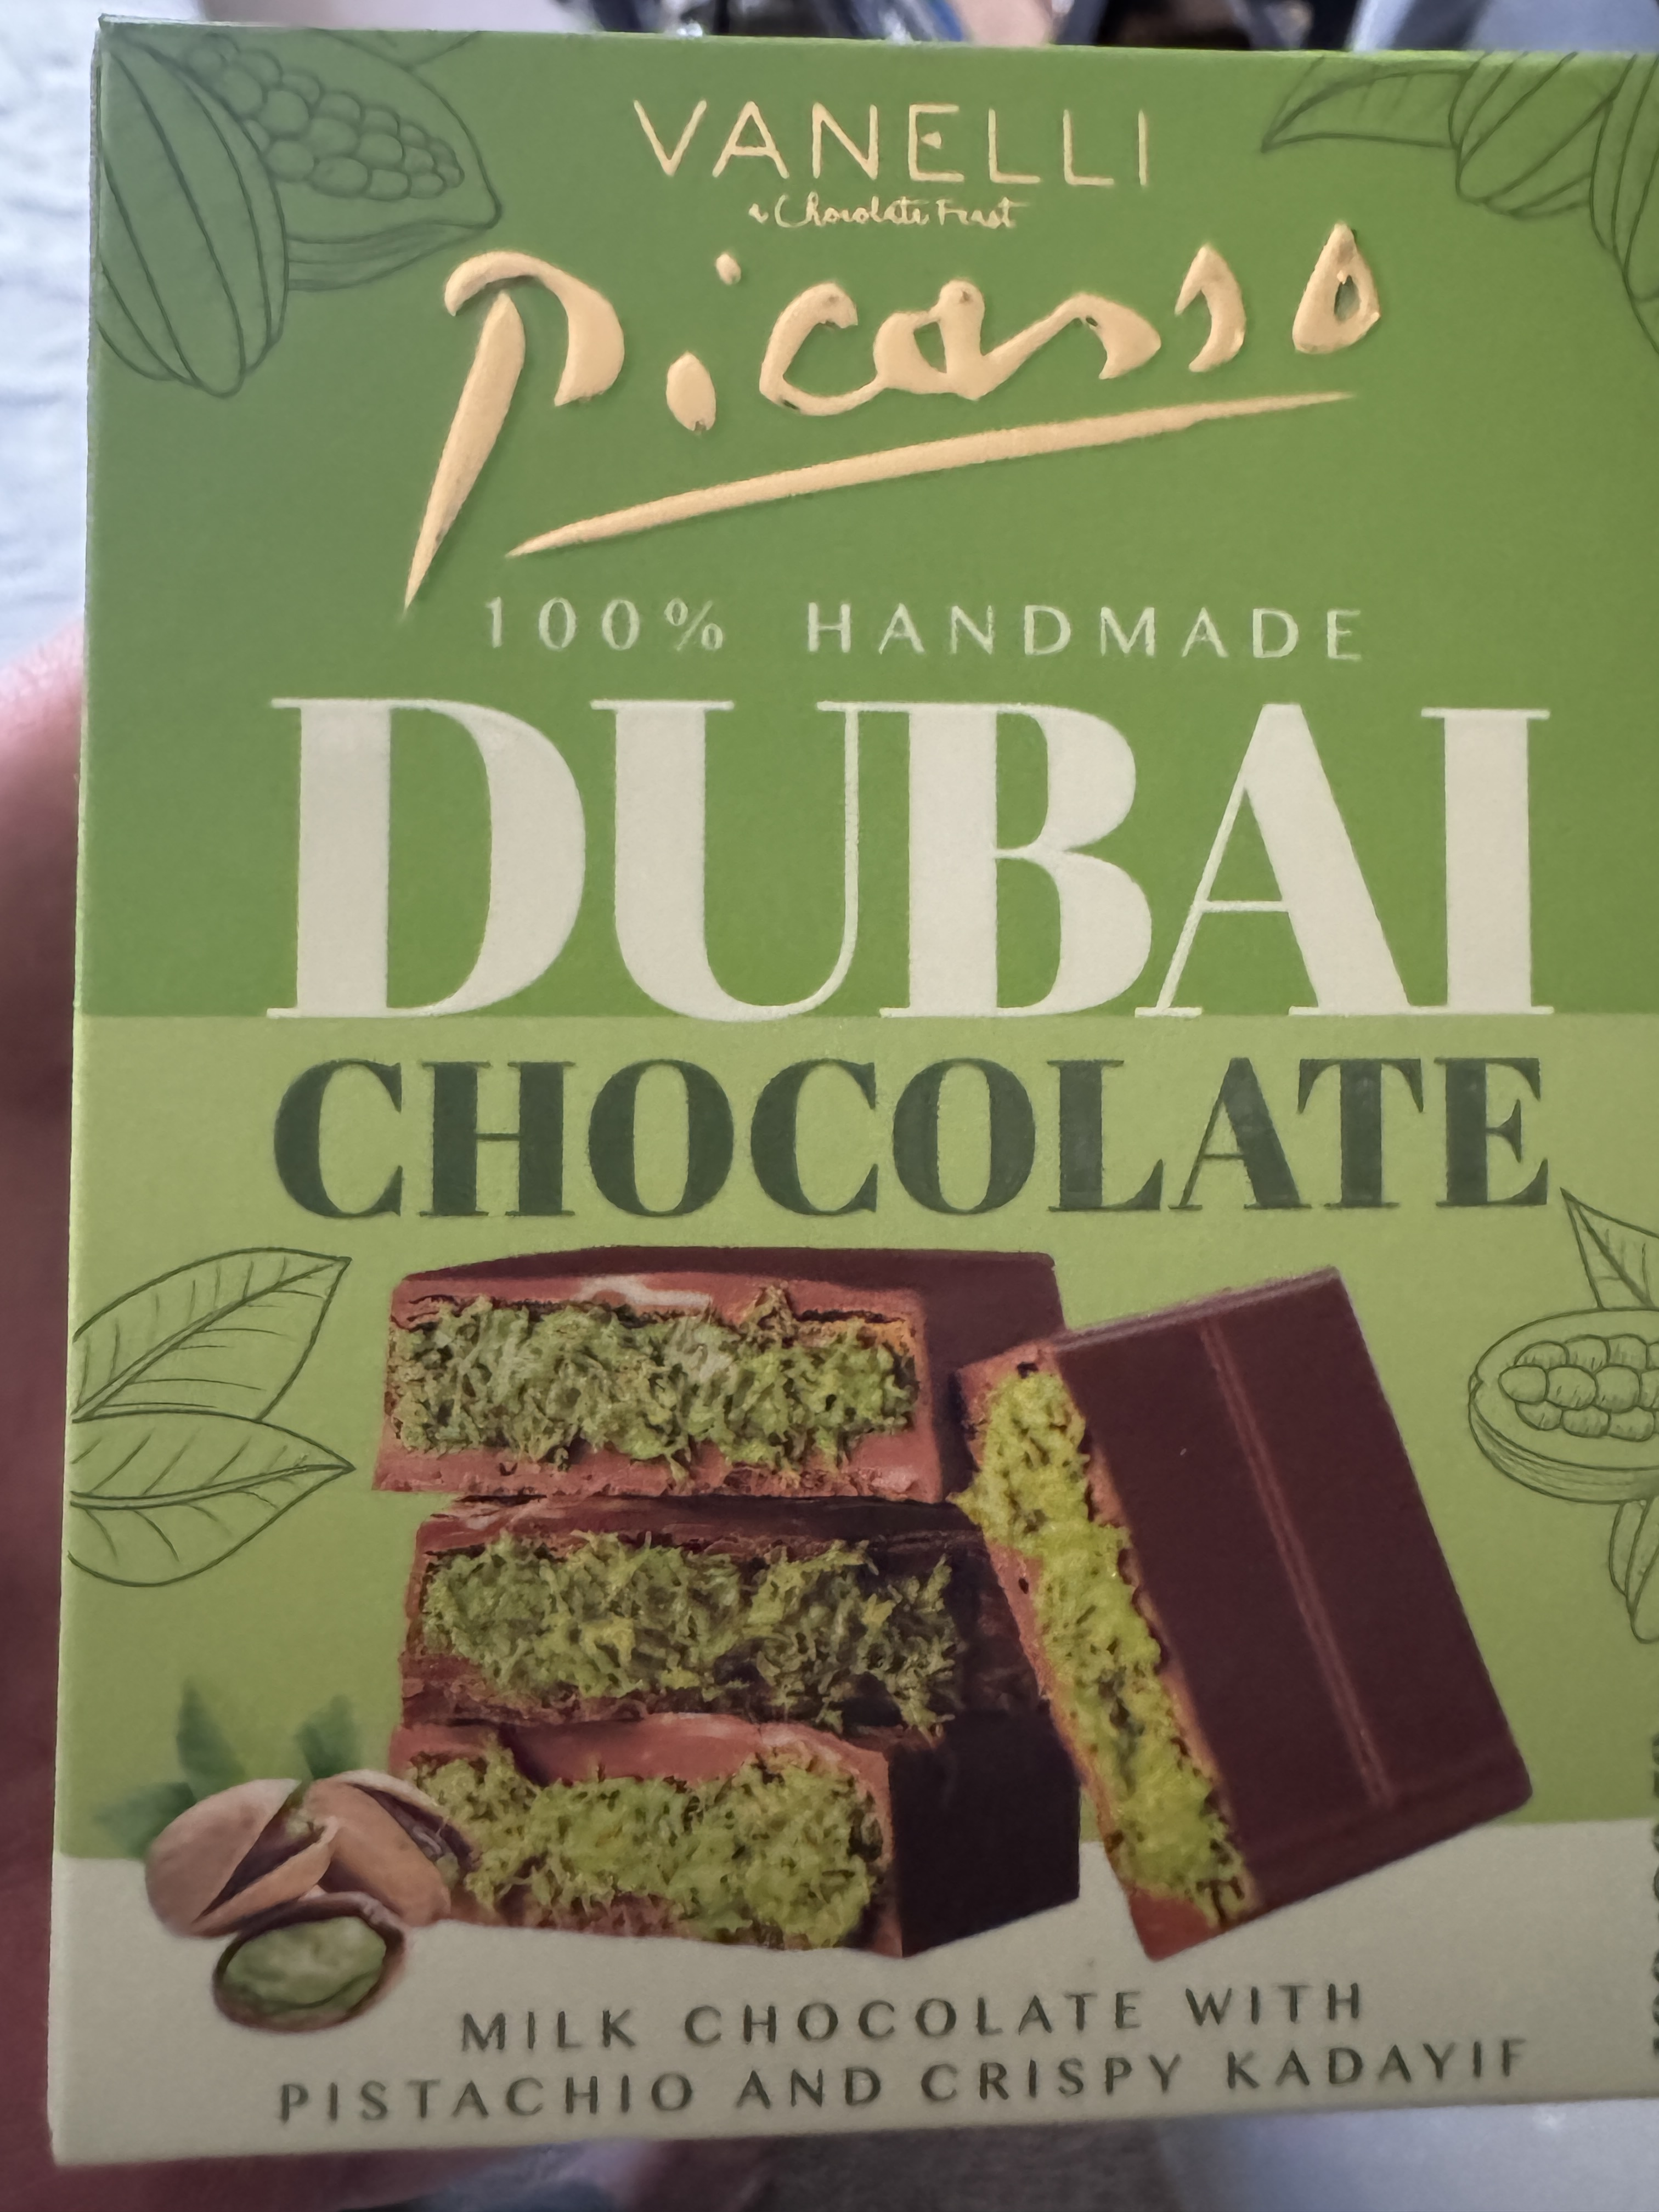 VANELLI
a Chocolate Feast
Picasso
100% HANDMADE
DUBAI
CHOCOLATE
MILK CHOCOLATE WITH
PISTACHIO AND CRISPY KADAYIF